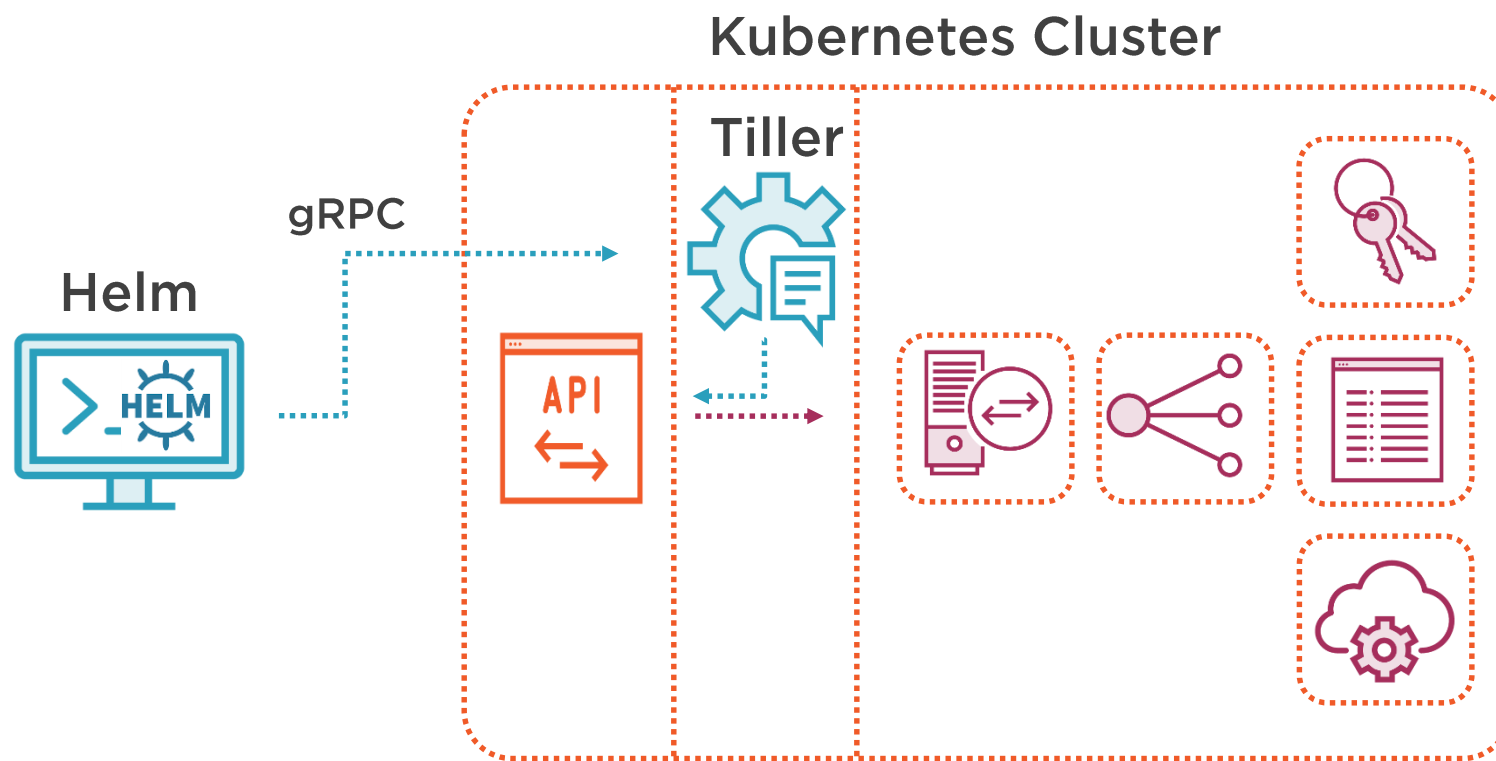 Kubernetes Cluster
Tiller
gRPC
Helm
>_ HELM
API